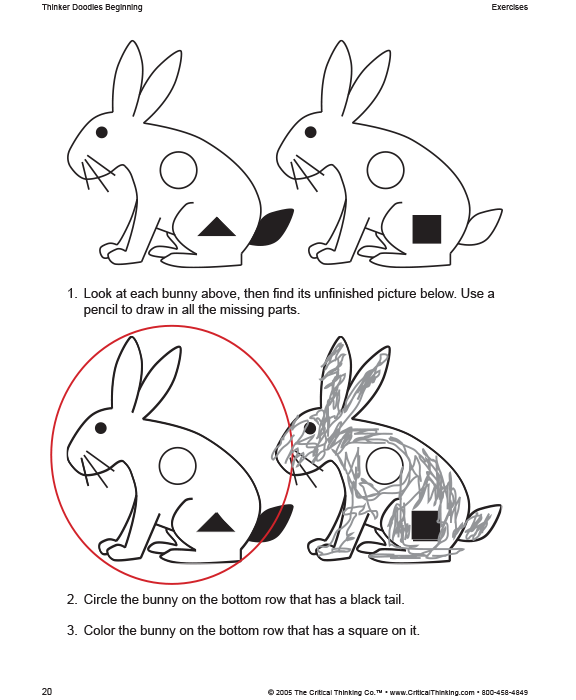 Thinker Doodles Beginning
Exercises
1. Look at each bunny above, then find its unfinished picture below. Use a
pencil to draw in all the missing parts.
2. Circle the bunny on the bottom row that has a black tail.
3. Color the bunny on the bottom row that has a square on it.
20
© 2005 The Critical Thinking Co.™ • www.CriticalThinking.com • 800-458-4849